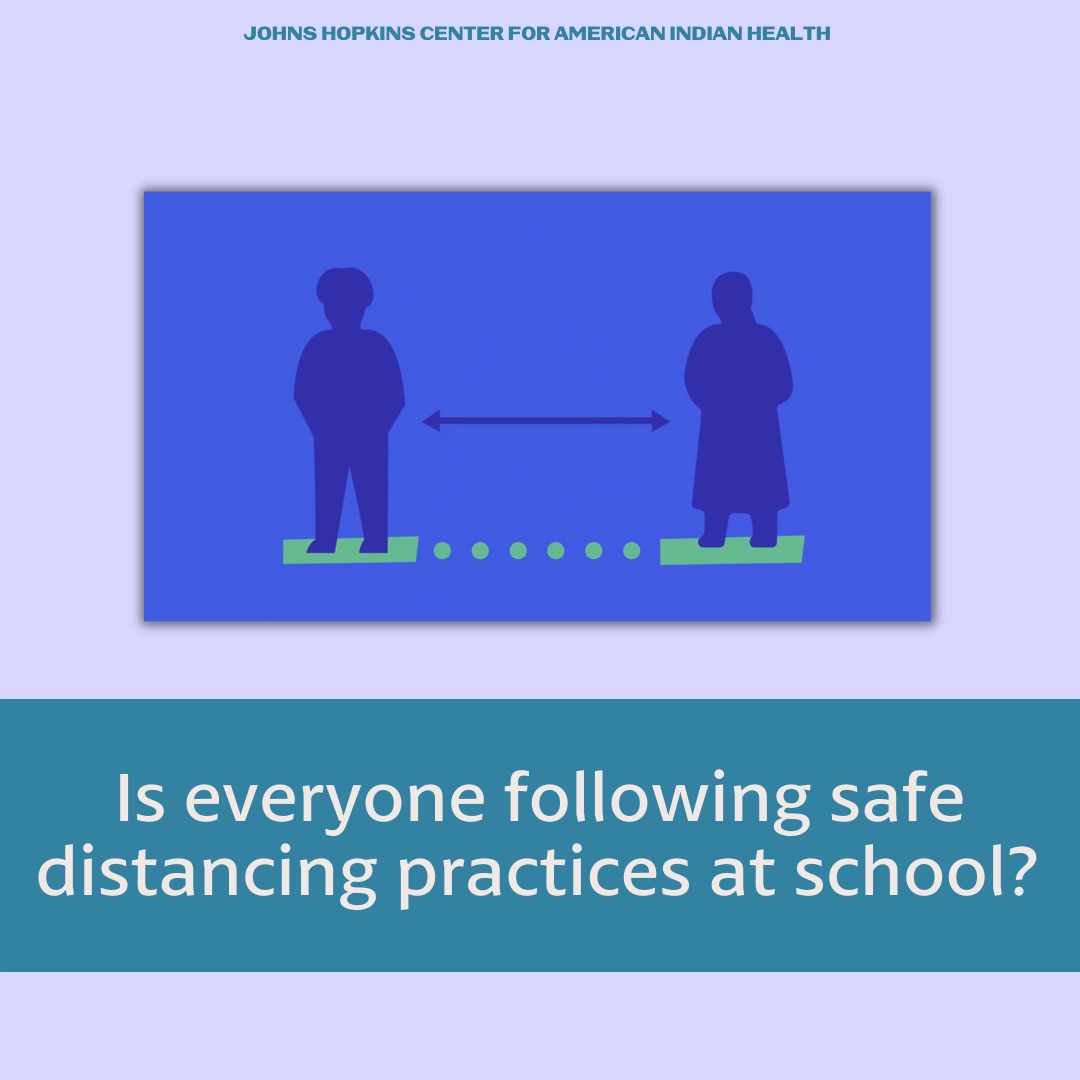 JOHNS HOPKINS CENTER FOR AMERICAN INDIAN HEALTH
Is everyone following safe
distancing practices at school?